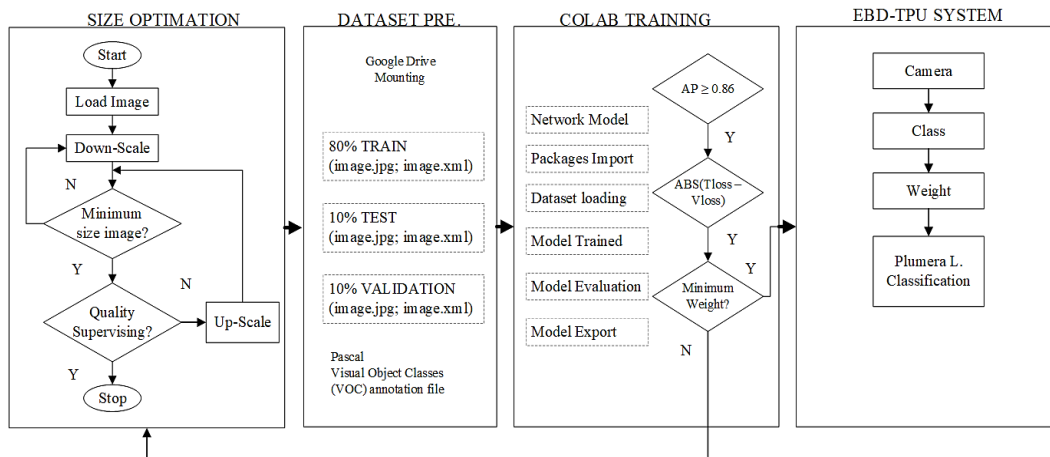 SIZE OPTIMATION
Start
Load Image
Down-Scale
N
Minimum
size image?
Y
N
Quality
Supervising?
Up-Scale
Y
Stop
DATASET PRE.
Google Drive
Mounting
80% TRAIN
(image.jpg; image.xml)
10% TEST
(image.jpg; image.xml)
10% VALIDATION
(image.jpg; image.xml)
Pascal
Visual Object Classes
(VOC) annotation file
COLAB TRAINING
AP ≥ 0.86
Network Model
Y
Packages Import
ABS(Tloss –
Vloss)
Dataset loading
Model Trained
Y
Y
Model Evaluation
Minimum
Weight?
Model Export
N
EBD-TPU SYSTEM
Camera
Class
Weight
Plumera L.
Classification